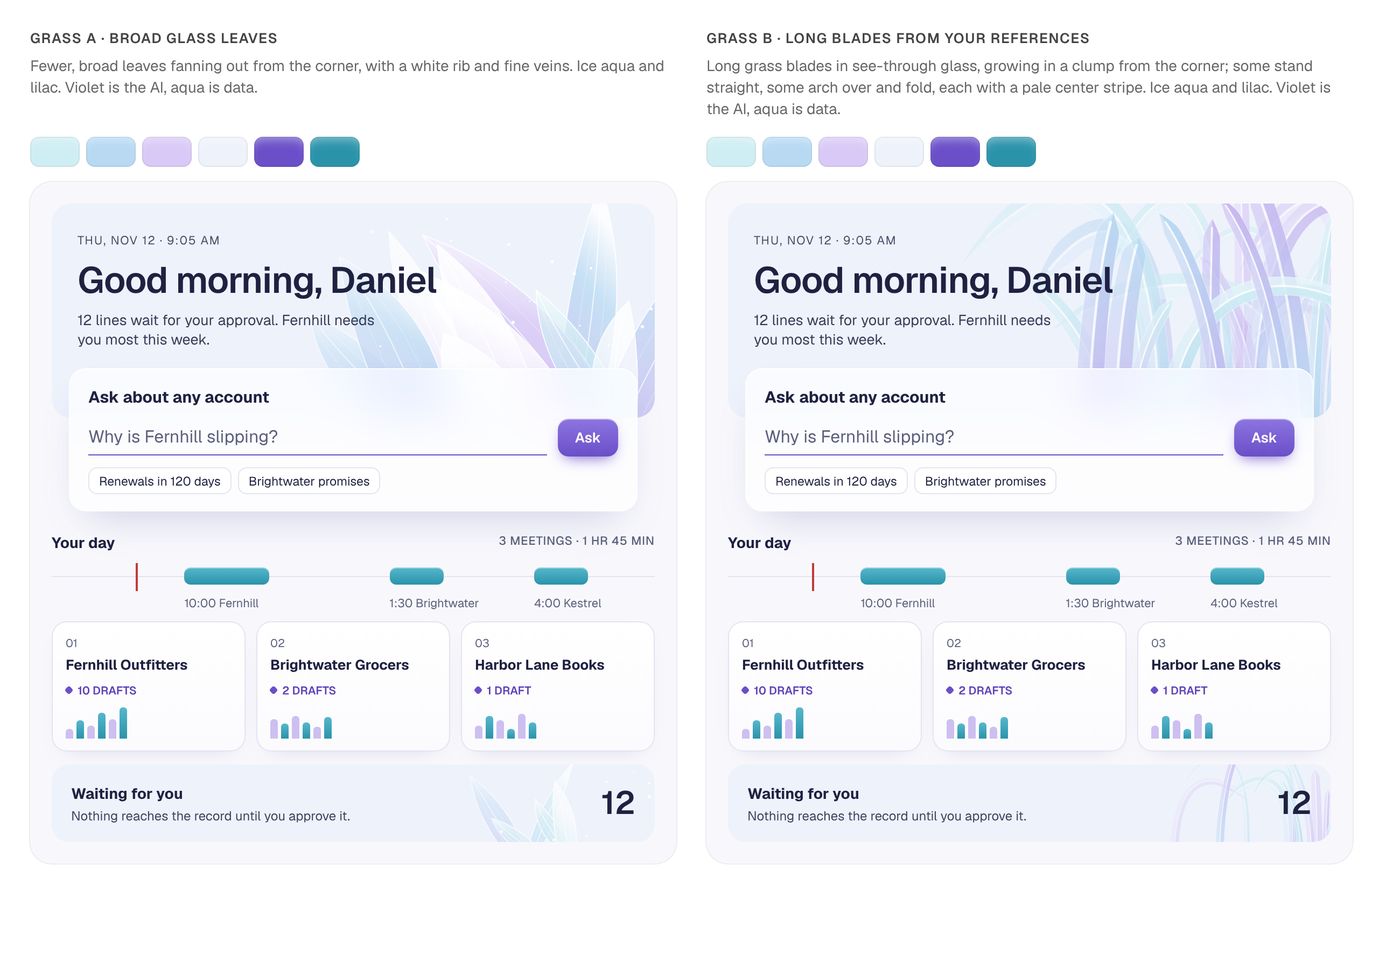 GRASS A · BROAD GLASS LEAVES
Fewer, broad leaves fanning out from the corner, with a white rib and fine veins. Ice aqua and
lilac. Violet is the AI, aqua is data.
THU, NOV 12 · 9:05 AM
Good morning, Daniel
12 lines wait for your approval. Fernhill needs
you most this week.
Ask about any account
Why is Fernhill slipping?
Ask
Renewals in 120 days
Brightwater promises
Your day
3 MEETINGS · 1 HR 45 MIN
10:00 Fernhill
1:30 Brightwater
4:00 Kestrel
01
Fernhill Outfitters
10 DRAFTS
02
Brightwater Grocers
2 DRAFTS
03
Harbor Lane Books
1 DRAFT
Waiting for you
Nothing reaches the record until you approve it.
12
GRASS B · LONG BLADES FROM YOUR REFERENCES
Long grass blades in see-through glass, growing in a clump from the corner; some stand
straight, some arch over and fold, each with a pale center stripe. Ice aqua and lilac. Violet is
the AI, aqua is data.
THU, NOV 12 · 9:05 AM
Good morning, Daniel
12 lines wait for your approval. Fernhill needs
you most this week.
Ask about any account
Why is Fernhill slipping?
Ask
Renewals in 120 days
Brightwater promises
Your day
3 MEETINGS · 1 HR 45 MIN
10:00 Fernhill
1:30 Brightwater
4:00 Kestrel
01
Fernhill Outfitters
10 DRAFTS
02
Brightwater Grocers
2 DRAFTS
03
Harbor Lane Books
1 DRAFT
Waiting for you
Nothing reaches the record until you approve it.
12